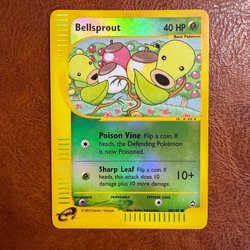 Bellsprout 40 HP
Basic Pokémon
Poison Vine Flip a coin. If
heads, the Defending Pokémon
is now Poisoned.
Sharp Leaf Flip a coin. If
heads, this attack does 10
damage plus 10 more damage.
10+
weakness resistance retreat cost